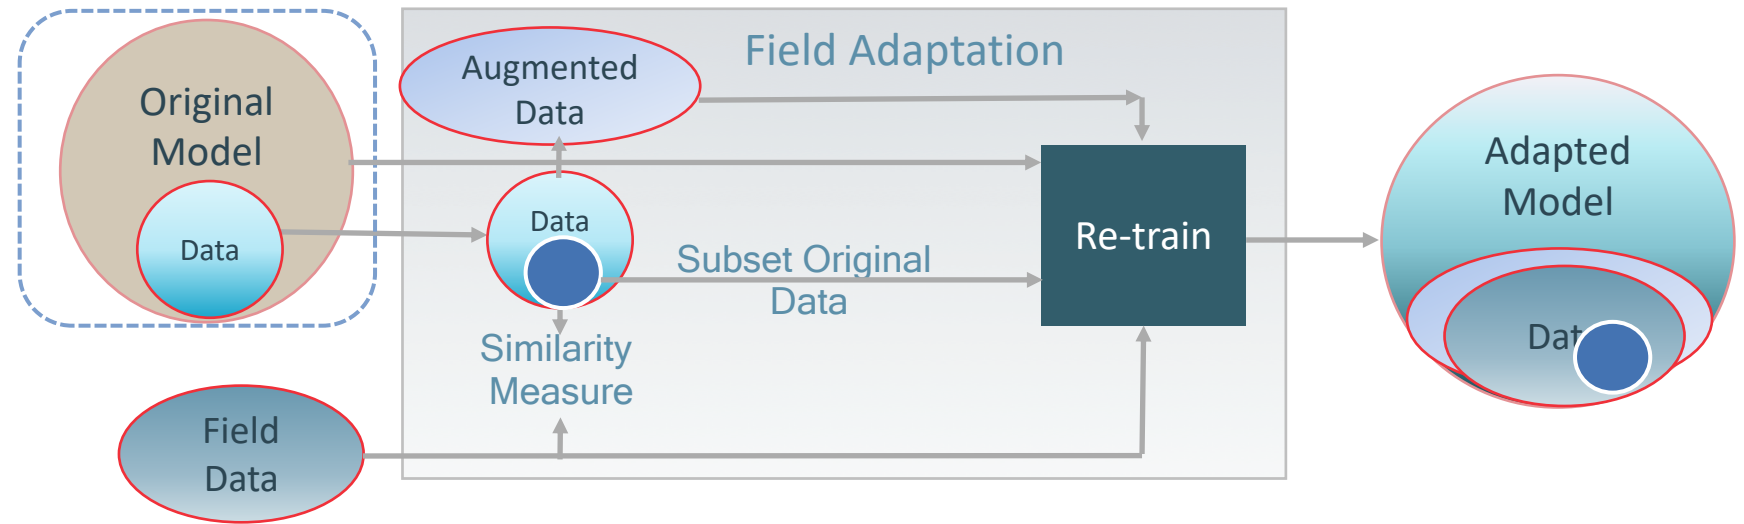 Original
Model
Data
Field
Data
Field Adaptation
Augmented
Data
Data
Subset Original
Data
Similarity
Measure
Re-train
Adapted
Model
Dat